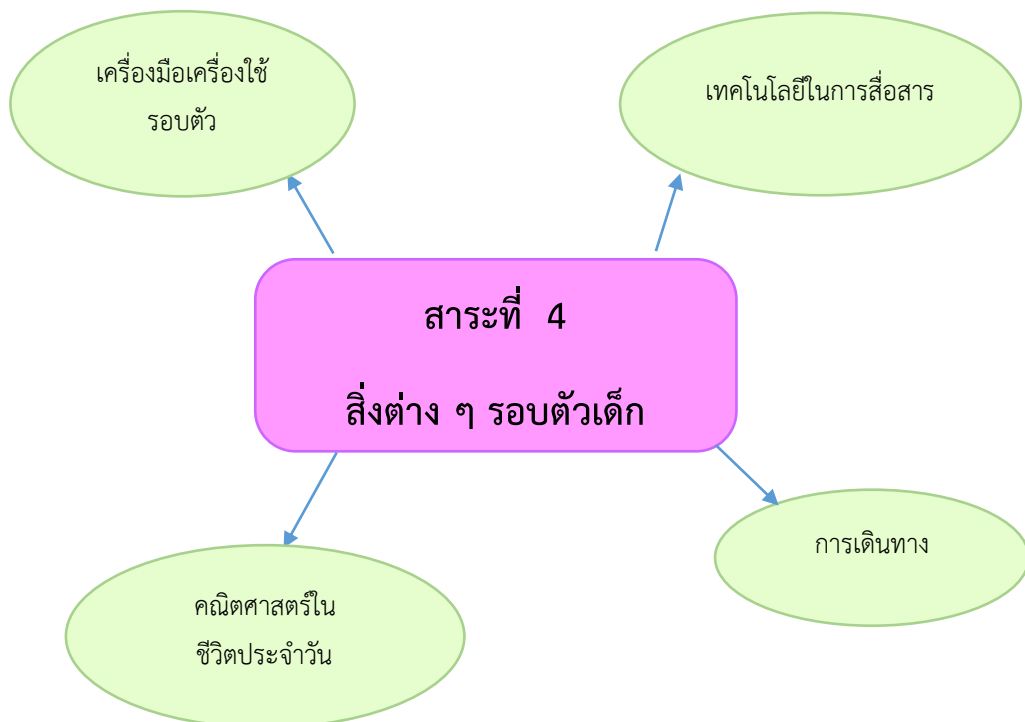 เครื่องมือเครื่องใช้
รอบตัว
เทคโนโลยีในการสื่อสาร
สาระที่ 4
สิ่งต่าง ๆ รอบตัวเด็ก
การเดินทาง
คณิตศาสตร์ใน
ชีวิตประจำวัน